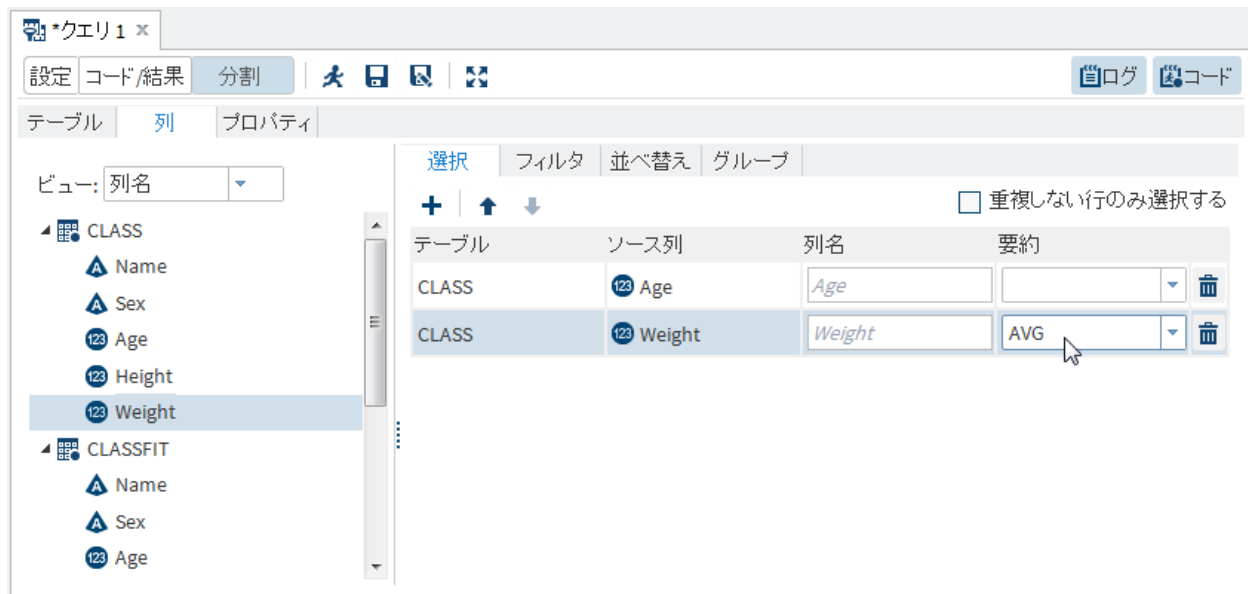 *クエリ 1 ×
設定 コード/結果 分割 ログ コード
テーブル 列 プロパティ
選択 フィルタ 並べ替え グループ
ビュー: 列名
重複しない行のみ選択する
CLASS
Name
Sex
Age
Height
Weight
CLASSFIT
Name
Sex
Age
テーブル ソース列 列名 要約
CLASS 123 Age Age
CLASS 123 Weight Weight AVG